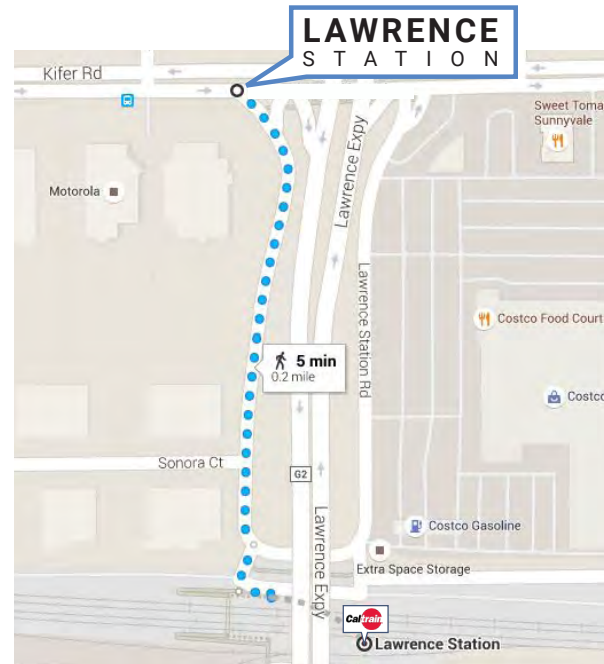 LAWRENCE
STATION
Kifer Rd
Sweet Toma
Sunnyvale
Motorola
Lawrence Expy
Lawrence Station Rd
Costco Food Court
5 min
0.2 mile
Costc
Sonora Ct
G2
Lawrence Expy
Costco Gasoline
Extra Space Storage
Caltrain
Lawrence Station